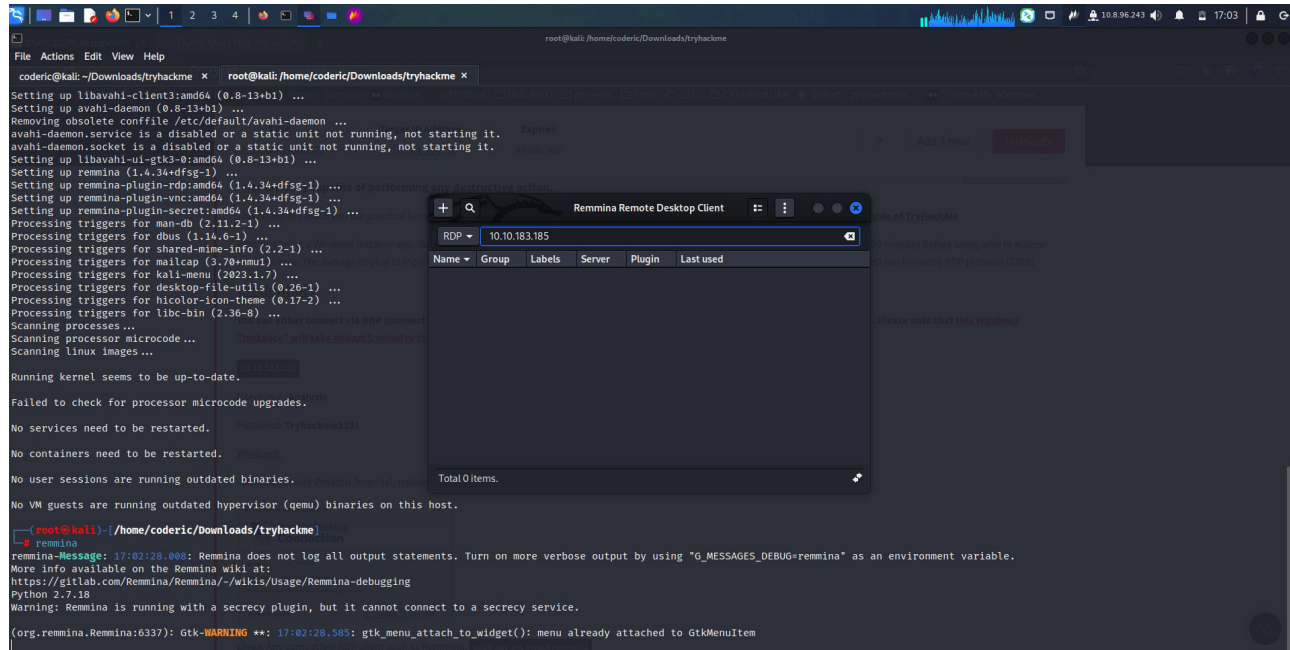 1 2 3 4
10.8.96.243
17:03
root@kali: /home/coderic/Downloads/tryhackme
File Actions Edit View Help
coderic@kali: ~/Downloads/tryhackme ×
root@kali: /home/coderic/Downloads/tryhackme ×
Setting up libavahi-client3:amd64 (0.8-13+b1) ...
Setting up avahi-daemon (0.8-13+b1) ...
Removing obsolete conffile /etc/default/avahi-daemon ...
avahi-daemon.service is a disabled or a static unit not running, not starting it.
avahi-daemon.socket is a disabled or a static unit not running, not starting it.
Setting up libavahi-ui-gtk3-0:amd64 (0.8-13+b1) ...
Setting up remmina (1.4.34+dfsg-1) ...
Setting up remmina-plugin-rdp:amd64 (1.4.34+dfsg-1) ...
Setting up remmina-plugin-vnc:amd64 (1.4.34+dfsg-1) ...
Setting up remmina-plugin-secret:amd64 (1.4.34+dfsg-1) ...
Processing triggers for man-db (2.11.2-1) ...
Processing triggers for dbus (1.14.6-1) ...
Processing triggers for shared-mime-info (2.2-1) ...
Processing triggers for mailcap (3.70+nmu1) ...
Processing triggers for kali-menu (2023.1.7) ...
Processing triggers for desktop-file-utils (0.26-1) ...
Processing triggers for hicolor-icon-theme (0.17-2) ...
Processing triggers for libc-bin (2.36-8) ...
Scanning processes...
Scanning processor microcode...
Scanning linux images...
Running kernel seems to be up-to-date.
Failed to check for processor microcode upgrades.
No services need to be restarted.
No containers need to be restarted.
No user sessions are running outdated binaries.
No VM guests are running outdated hypervisor (qemu) binaries on this host.
(root@kali)-[/home/coderic/Downloads/tryhackme]
# remmina
remmina-Message: 17:02:28.008: Remmina does not log all output statements. Turn on more verbose output by using "G_MESSAGES_DEBUG=remmina" as an environment variable.
More info available on the Remmina wiki at:
https://gitlab.com/Remmina/Remmina/-/wikis/Usage/Remmina-debugging
Python 2.7.18
Warning: Remmina is running with a secrecy plugin, but it cannot connect to a secrecy service.
(org.remmina.Remmina:6337): Gtk-WARNING **: 17:02:28.585: gtk_menu_attach_to_widget(): menu already attached to GtkMenuItem
Remmina Remote Desktop Client
RDP 10.10.183.185
Name Group Labels Server Plugin Last used
Total 0 items.
Expires
? Add 1 hour Terminate